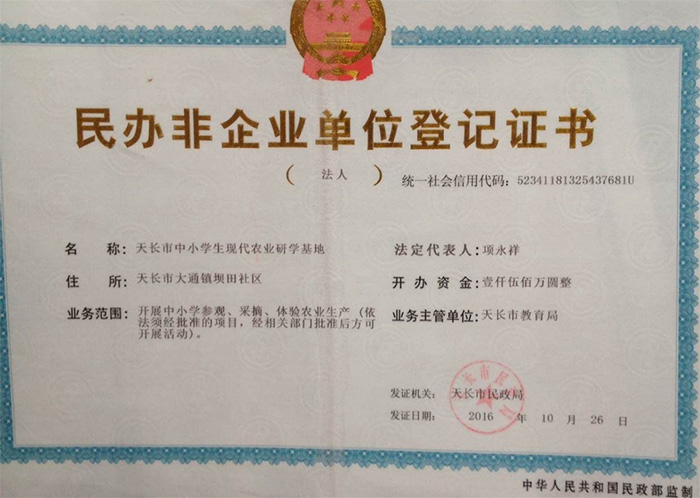 民办非企业单位登记证书
（ 法人 ）
统一社会信用代码：52341181325437681U
名 称：天长市中小学生现代农业研学基地
法定代表人：项永祥
住 所：天长市大通镇坝田社区
开办资金：壹仟伍佰万圆整
业务范围：开展中小学参观、采摘、体验农业生产（依
法须经批准的项目，经相关部门批准后方可
开展活动）。
业务主管单位：天长市教育局
发证机关：天长市民政局
发证日期：2016 年 10 月 26 日
天长市民政局
中华人民共和国民政部监制